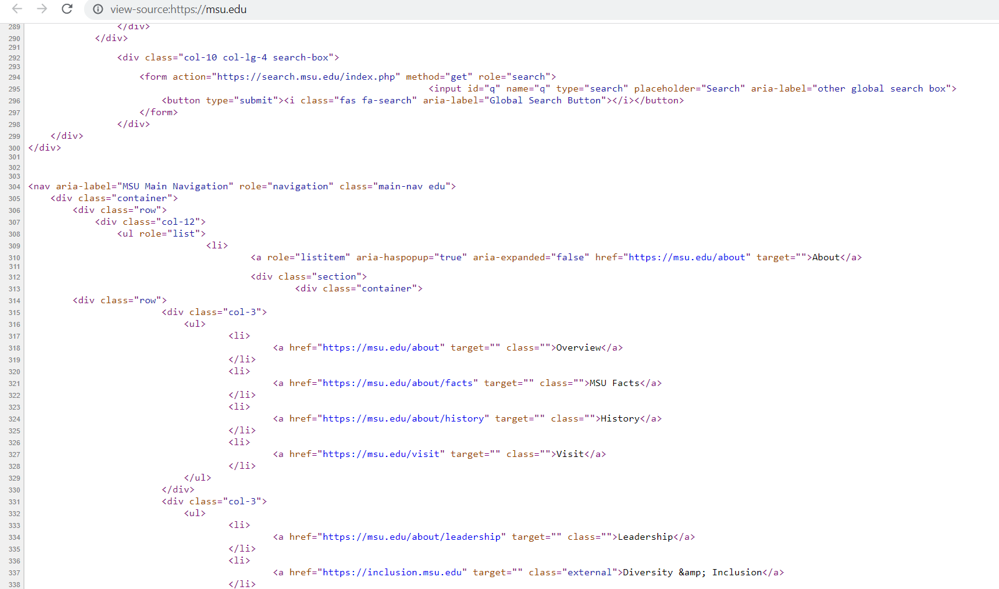 view-source:https://msu.edu
289 </div>
290 </div>
291
292 <div class="col-10 col-lg-4 search-box">
293
294 <form action="https://search.msu.edu/index.php" method="get" role="search">
295 <input id="q" name="q" type="search" placeholder="Search" aria-label="other global search box">
296 <button type="submit"><i class="fas fa-search" aria-label="Global Search Button"></i></button>
297 </form>
298 </div>
299 </div>
300 </div>
301
302
303
304 <nav aria-label="MSU Main Navigation" role="navigation" class="main-nav edu">
305 <div class="container">
306 <div class="row">
307 <div class="col-12">
308 <ul role="list">
309 <li>
310 <a role="listitem" aria-haspopup="true" aria-expanded="false" href="https://msu.edu/about" target="">About</a>
311
312 <div class="section">
313 <div class="container">
314 <div class="row">
315 <div class="col-3">
316 <ul>
317 <li>
318 <a href="https://msu.edu/about" target="" class="">Overview</a>
319 </li>
320 <li>
321 <a href="https://msu.edu/about/facts" target="" class="">MSU Facts</a>
322 </li>
323 <li>
324 <a href="https://msu.edu/about/history" target="" class="">History</a>
325 </li>
326 <li>
327 <a href="https://msu.edu/visit" target="" class="">Visit</a>
328 </li>
329 </ul>
330 </div>
331 <div class="col-3">
332 <ul>
333 <li>
334 <a href="https://msu.edu/about/leadership" target="" class="">Leadership</a>
335 </li>
336 <li>
337 <a href="https://inclusion.msu.edu" target="" class="external">Diversity &amp; Inclusion</a>
338 </li>